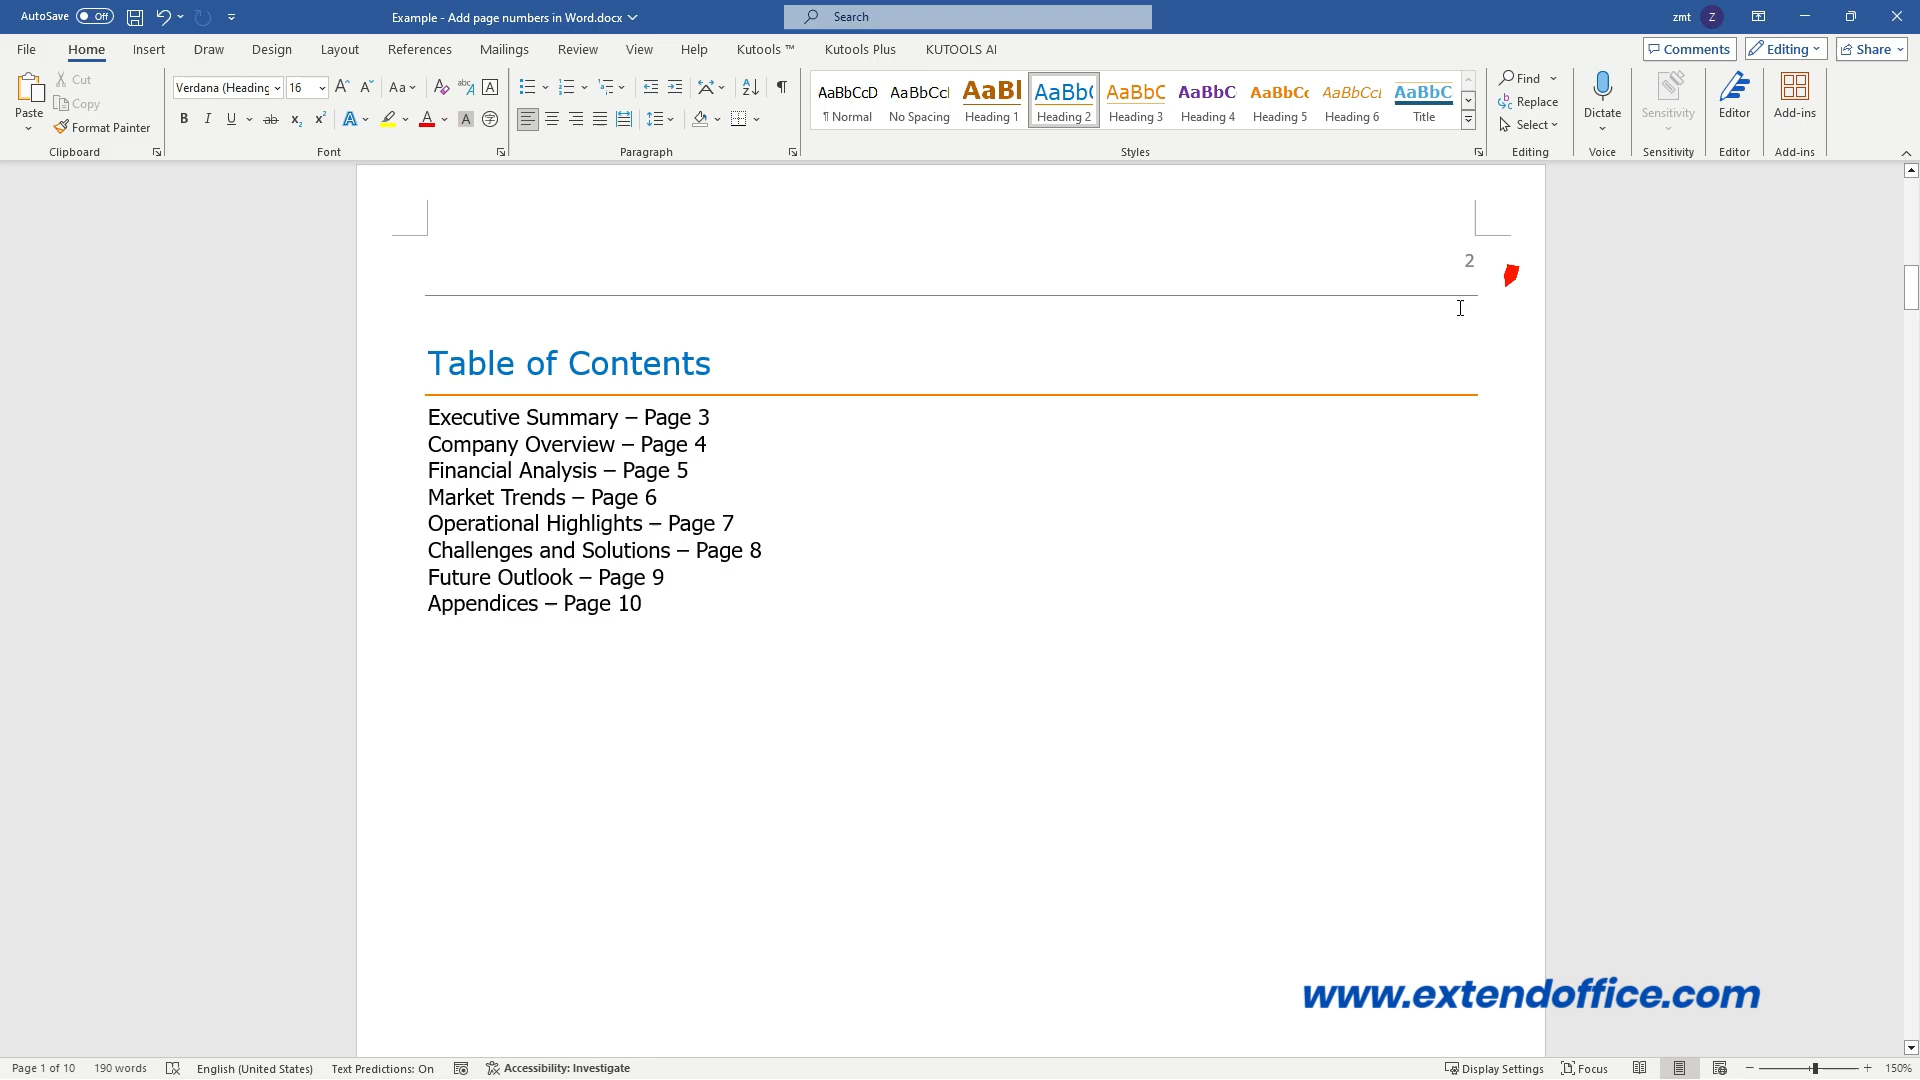 AutoSave Off Example - Add page numbers in Word.docx Search zmt Z
File Home Insert Draw Design Layout References Mailings Review View Help Kutools ™ Kutools Plus KUTOOLS AI Comments Editing Share
Paste Cut Copy Format Painter
Clipboard
Verdana (Heading 16 Aa
Font
Paragraph
AaBbCcD AaBbCcI AaBl AaBb( AaBbC AaBbC AaBbCc AaBbCcI AaBbC
¶ Normal No Spacing Heading 1 Heading 2 Heading 3 Heading 4 Heading 5 Heading 6 Title
Styles
Find
Replace
Select
Editing
Dictate
Voice
Sensitivity
Sensitivity
Editor
Editor
Add-ins
Add-ins
2
Table of Contents
Executive Summary – Page 3
Company Overview – Page 4
Financial Analysis – Page 5
Market Trends – Page 6
Operational Highlights – Page 7
Challenges and Solutions – Page 8
Future Outlook – Page 9
Appendices – Page 10
www.extendoffice.com
Page 1 of 10 190 words English (United States) Text Predictions: On Accessibility: Investigate Display Settings Focus 150%